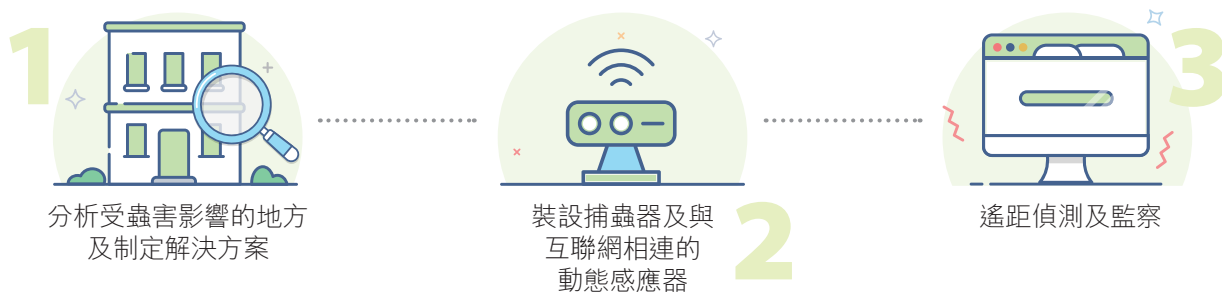 1
分析受蟲害影響的地方
及制定解決方案
2
裝設捕蟲器及與
互聯網相連的
動態感應器
3
遙距偵測及監察